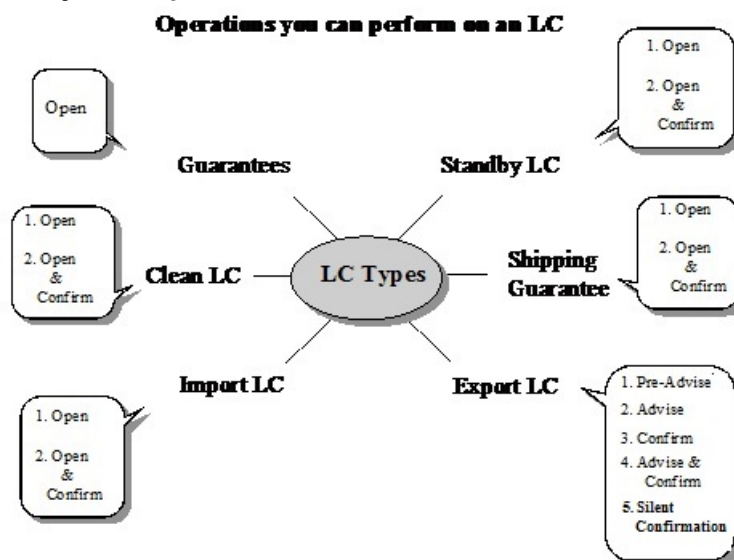 Operations you can perform on an LC
Open
Guarantees
1. Open
2. Open
&
Confirm
Standby LC
1. Open
2. Open
&
Confirm
Clean LC
LC Types
Shipping
Guarantee
1. Open
2. Open
&
Confirm
Import LC
1. Open
2. Open
&
Confirm
Export LC
1. Pre-Advise
2. Advise
3. Confirm
4. Advise &
Confirm
5. Silent
Confirmation